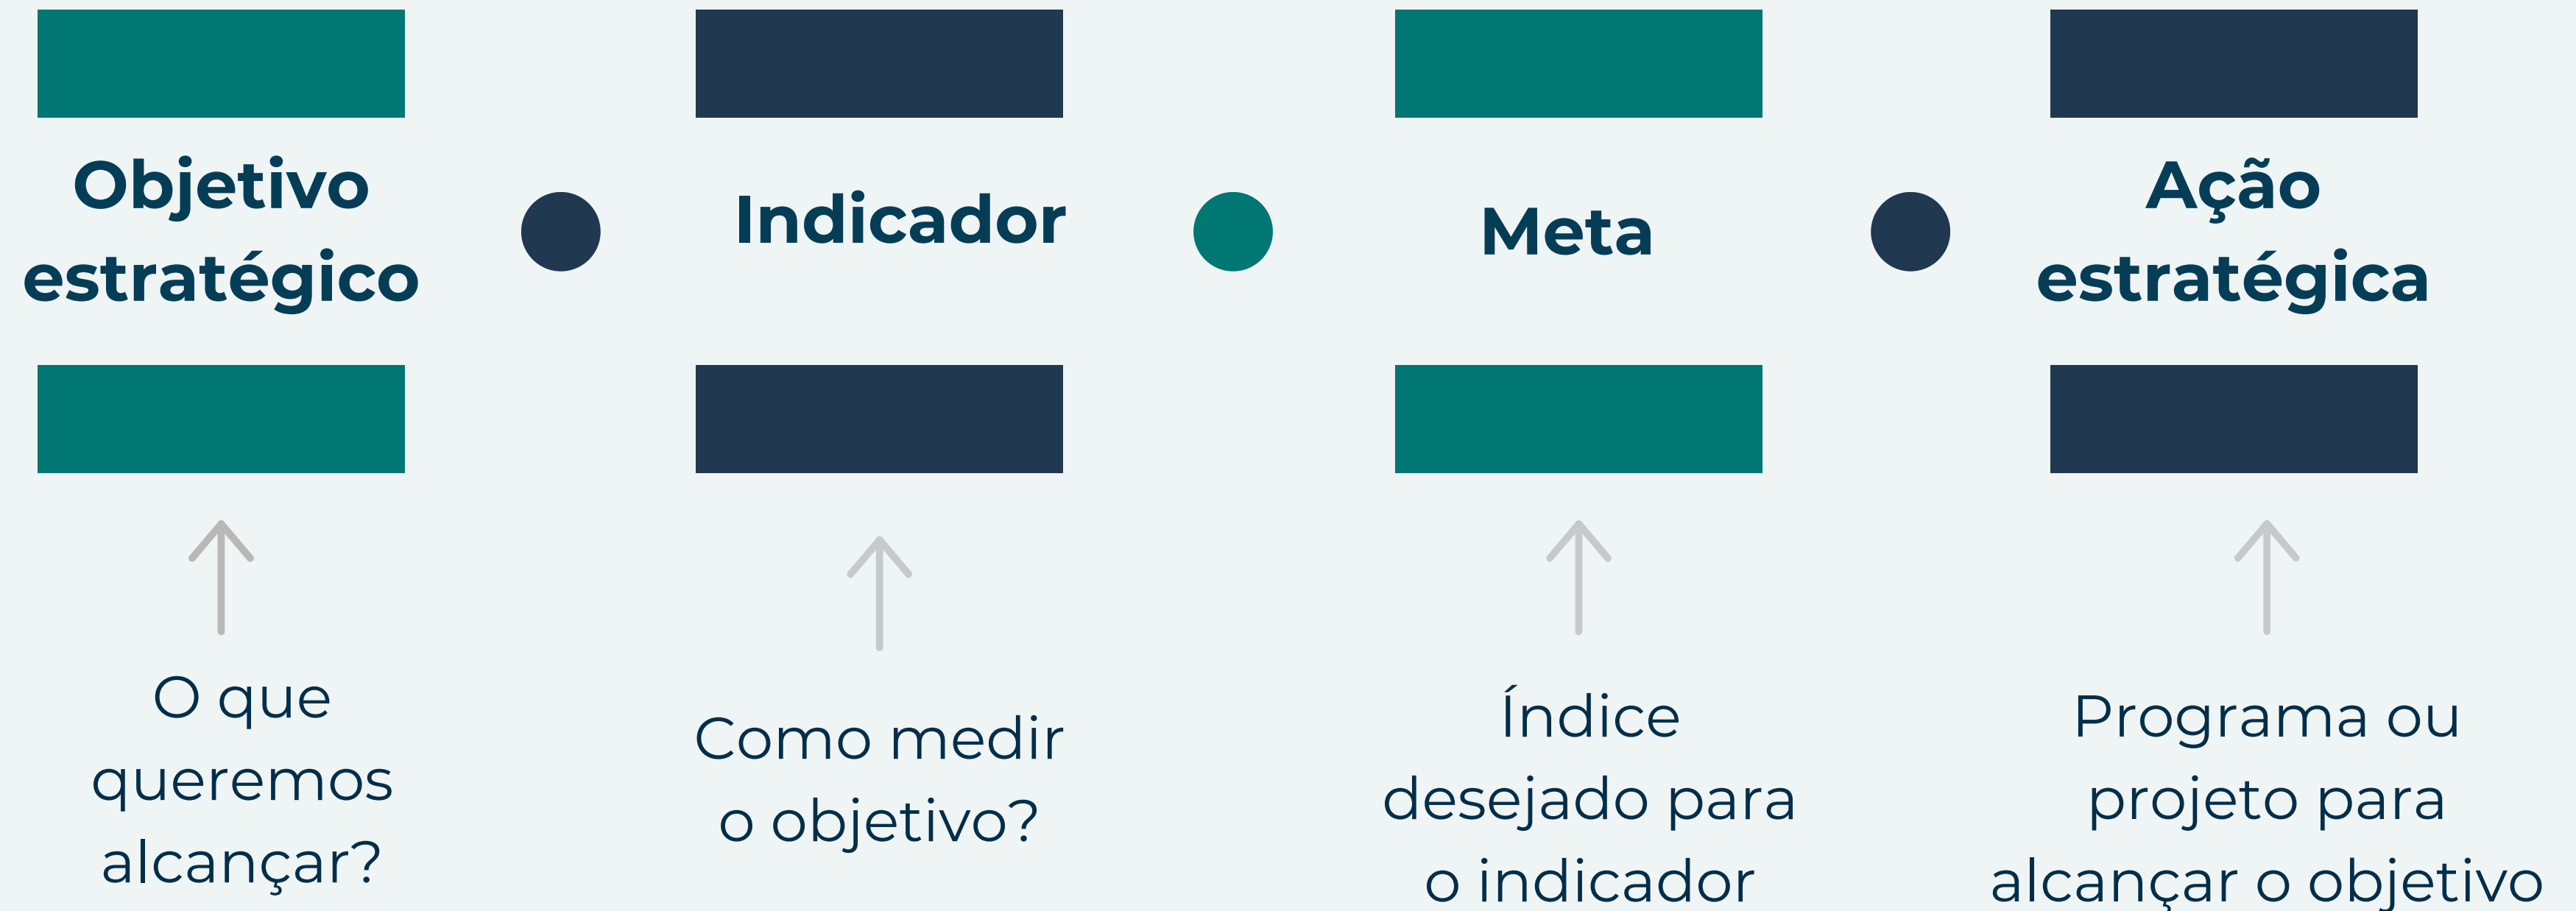 Objetivo
estratégico
Indicador
Meta
Ação
estratégica
O que
queremos
alcançar?
Como medir
o objetivo?
Índice
desejado para
o indicador
Programa ou
projeto para
alcançar o objetivo